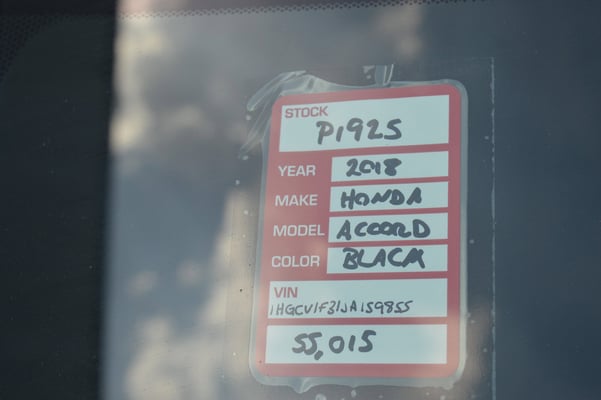 STOCK
P1925
YEAR 2018
MAKE HONDA
MODEL ACCORD
COLOR BLACK
VIN
1HGCV1F31JA159855
55,015